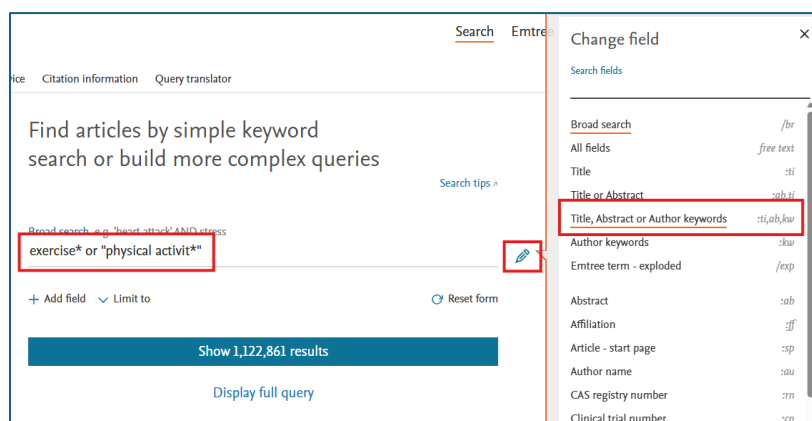 Search Emtree
ice Citation information Query translator
Find articles by simple keyword
search or build more complex queries
Search tips
Broad search e.g. 'heart attack' AND stress
exercise* or "physical activit*"
+ Add field Limit to Reset form
Show 1,122,861 results
Display full query
Change field ×
Search fields
Broad search /br
All fields free text
Title :ti
Title or Abstract :ab,ti
Title, Abstract or Author keywords :ti,ab,kw
Author keywords :kw
Emtree term - exploded /exp
Abstract :ab
Affiliation :ff
Article - start page :sp
Author name :au
CAS registry number :rn
Clinical trial number :cn